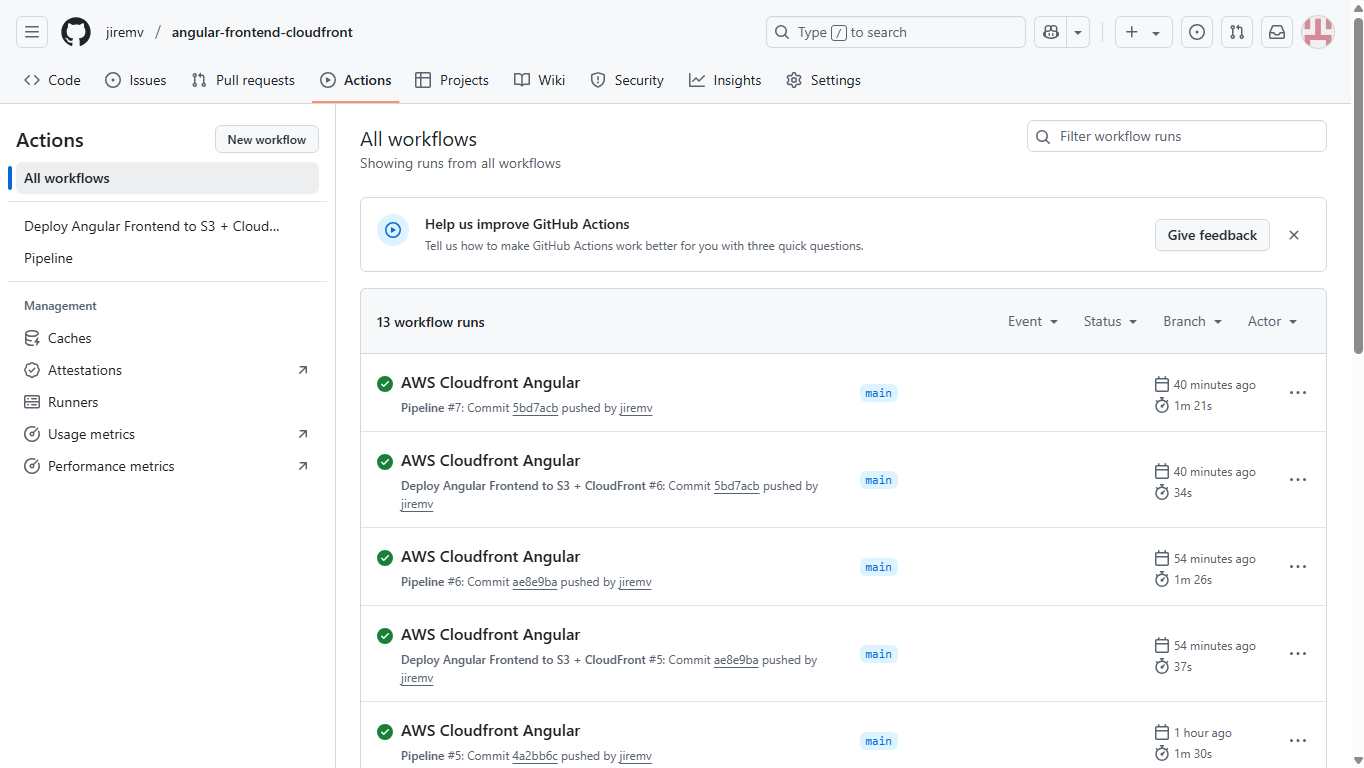 jiremv / angular-frontend-cloudfront
Type / to search
Code
Issues
Pull requests
Actions
Projects
Wiki
Security
Insights
Settings
Actions
New workflow
All workflows
Deploy Angular Frontend to S3 + Cloud...
Pipeline
Management
Caches
Attestations
Runners
Usage metrics
Performance metrics
All workflows
Showing runs from all workflows
Filter workflow runs
Help us improve GitHub Actions
Tell us how to make GitHub Actions work better for you with three quick questions.
Give feedback
13 workflow runs
Event
Status
Branch
Actor
AWS Cloudfront Angular
Pipeline #7: Commit 5bd7acb pushed by jiremv
main
40 minutes ago
1m 21s
AWS Cloudfront Angular
Deploy Angular Frontend to S3 + CloudFront #6: Commit 5bd7acb pushed by
jiremv
main
40 minutes ago
34s
AWS Cloudfront Angular
Pipeline #6: Commit ae8e9ba pushed by jiremv
main
54 minutes ago
1m 26s
AWS Cloudfront Angular
Deploy Angular Frontend to S3 + CloudFront #5: Commit ae8e9ba pushed by
jiremv
main
54 minutes ago
37s
AWS Cloudfront Angular
Pipeline #5: Commit 4a2bb6c pushed by jiremv
main
1 hour ago
1m 30s